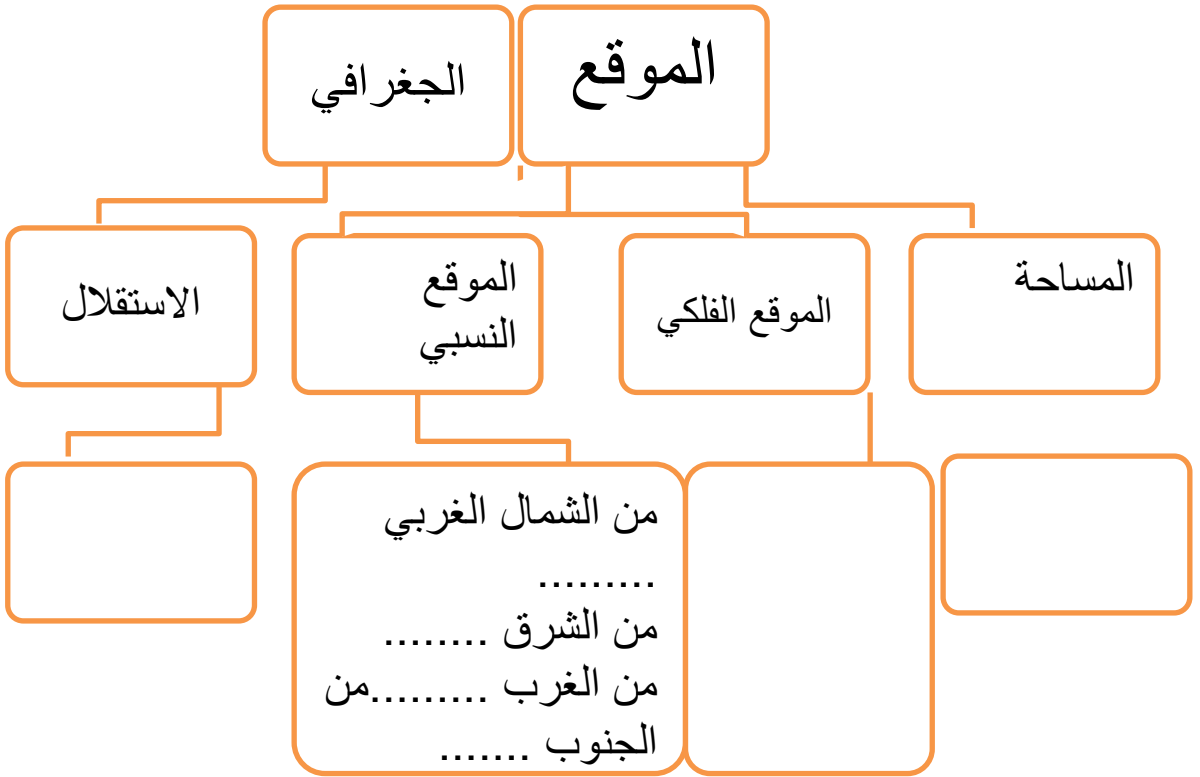 الموقع
الجغرافي
المساحة
الموقع الفلكي
الموقع
النسبي
الاستقلال
من الشمال الغربي
.........
من الشرق ........
من الغرب .........من
الجنوب .......